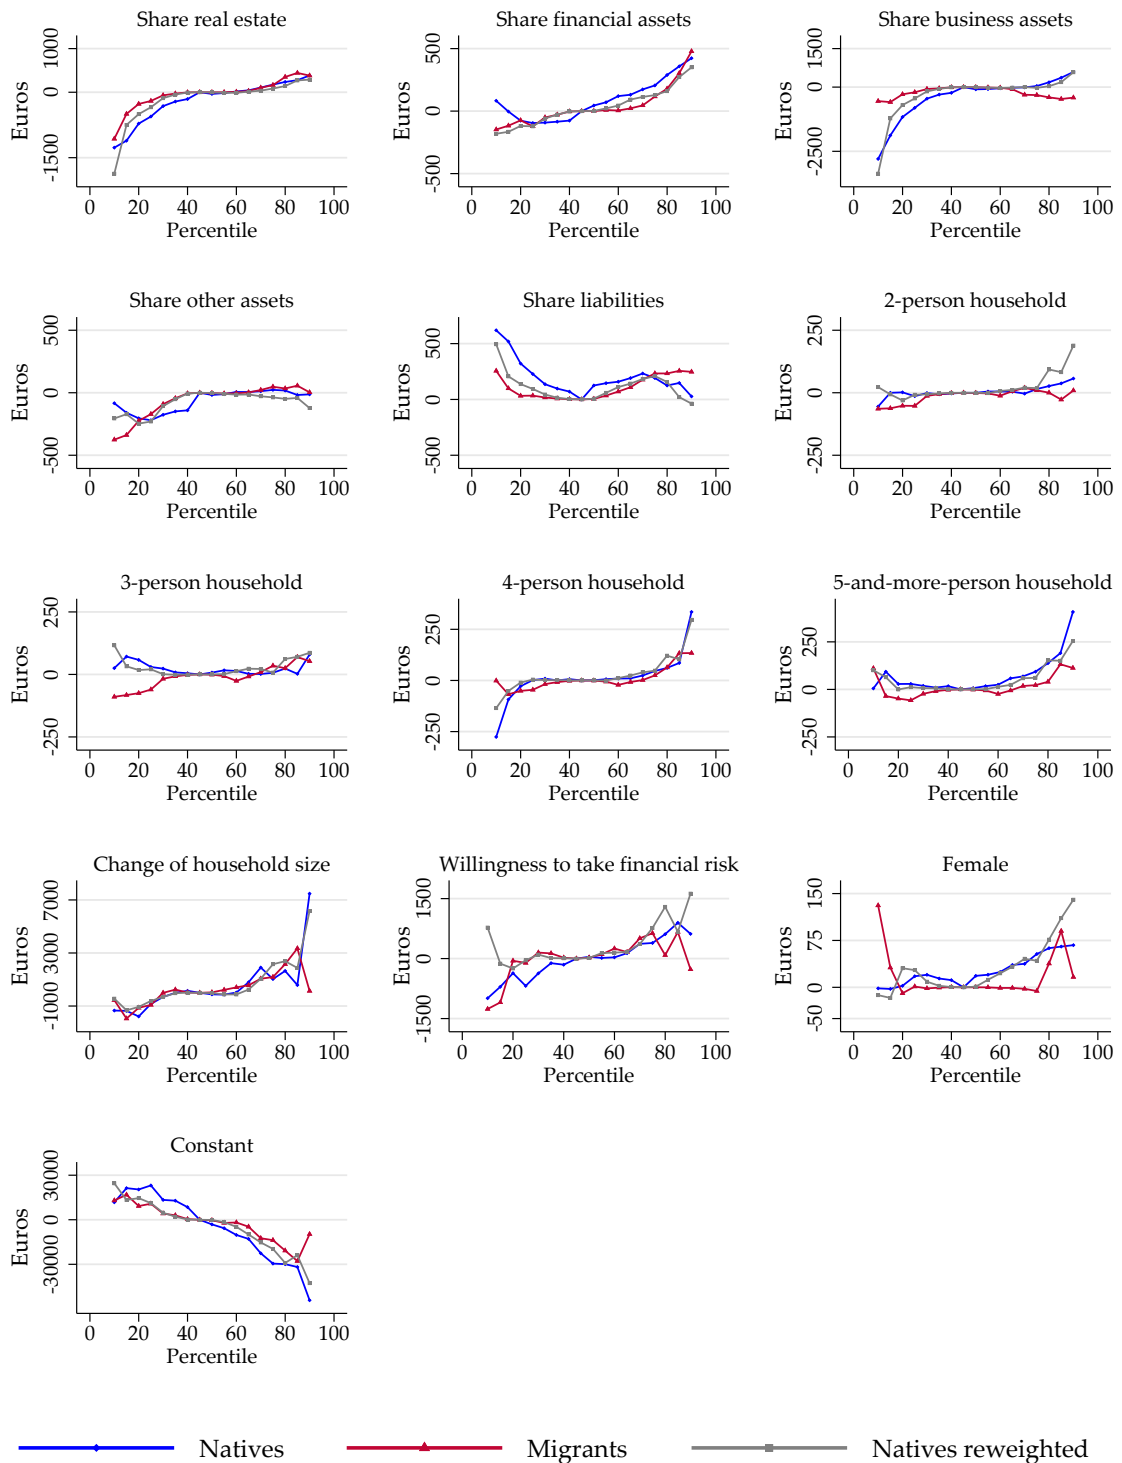 Share real estate
Euros
1000
0
-1500
0 20 40 60 80 100
Percentile
Share financial assets
Euros
500
0
-500
0 20 40 60 80 100
Percentile
Share business assets
Euros
1500
0
-2500
0 20 40 60 80 100
Percentile
Share other assets
Euros
500
0
-500
0 20 40 60 80 100
Percentile
Share liabilities
Euros
500
0
-500
0 20 40 60 80 100
Percentile
2-person household
Euros
250
0
-250
0 20 40 60 80 100
Percentile
3-person household
Euros
250
0
-250
0 20 40 60 80 100
Percentile
4-person household
Euros
250
0
-250
0 20 40 60 80 100
Percentile
5-and-more-person household
Euros
250
0
-250
0 20 40 60 80 100
Percentile
Change of household size
Euros
7000
3000
-1000
0 20 40 60 80 100
Percentile
Willingness to take financial risk
Euros
1500
0
-1500
0 20 40 60 80 100
Percentile
Female
Euros
150
75
0
-50
0 20 40 60 80 100
Percentile
Constant
Euros
30000
0
-30000
0 20 40 60 80 100
Percentile
Natives Migrants Natives reweighted